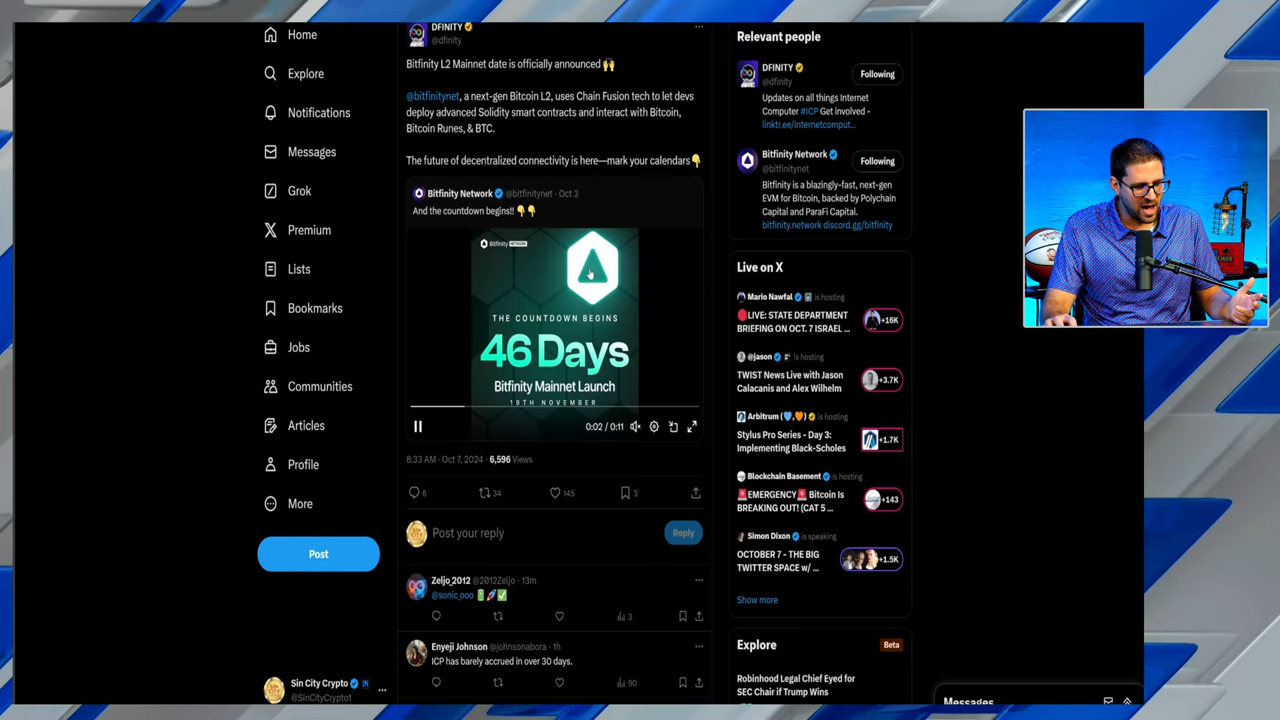 Home
Explore
Notifications
Messages
Grok
Premium
Lists
Bookmarks
Jobs
Communities
Articles
Profile
More
Post
Sin City Crypto
@SinCityCrypto1
DFINITY
@dfinity
Bitfinity L2 Mainnet date is officially announced 🙌
@bitfinitynet, a next-gen Bitcoin L2, uses Chain Fusion tech to let devs
deploy advanced Solidity smart contracts and interact with Bitcoin,
Bitcoin Runes, & BTC.
The future of decentralized connectivity is here—mark your calendars👇
Bitfinity Network @bitfinitynet · Oct 3
And the countdown begins!! 👇👇
Bitfinity NETWORK
THE COUNTDOWN BEGINS
46 Days
Bitfinity Mainnet Launch
19TH NOVEMBER
0:02 / 0:11
8:33 AM · Oct 7, 2024 · 6,596 Views
6 34 145 3
Post your reply
Reply
Zeljo_2012 @2012Zeljo · 13m
@sonic_ooo 🔋🚀✅
3
Enyeji Johnson @johnsonabora · 1h
ICP has barely accrued in over 30 days.
90
Relevant people
DFINITY
@dfinity
Following
Updates on all things Internet
Computer #ICP Get involved -
linktr.ee/internetcomput...
Bitfinity Network
@bitfinitynet
Following
Bitfinity is a blazingly-fast, next-gen
EVM for Bitcoin, backed by Polychain
Capital and ParaFi Capital.
bitfinity.network discord.gg/bitfinity
Live on X
Mario Nawfal is hosting
🔴LIVE: STATE DEPARTMENT
BRIEFING ON OCT. 7 ISRAEL ...
+16K
@jason is hosting
TWIST News Live with Jason
Calacanis and Alex Wilhelm
+3.7K
Arbitrum (💙,🧡) is hosting
Stylus Pro Series - Day 3:
Implementing Black-Scholes
+1.7K
Blockchain Basement is hosting
🚨EMERGENCY🚨 Bitcoin Is
BREAKING OUT! (CAT 5 ...
+143
Simon Dixon is speaking
OCTOBER 7 - THE BIG
TWITTER SPACE w/ ...
+1.5K
Show more
Explore
Beta
Robinhood Legal Chief Eyed for
SEC Chair if Trump Wins
Messages